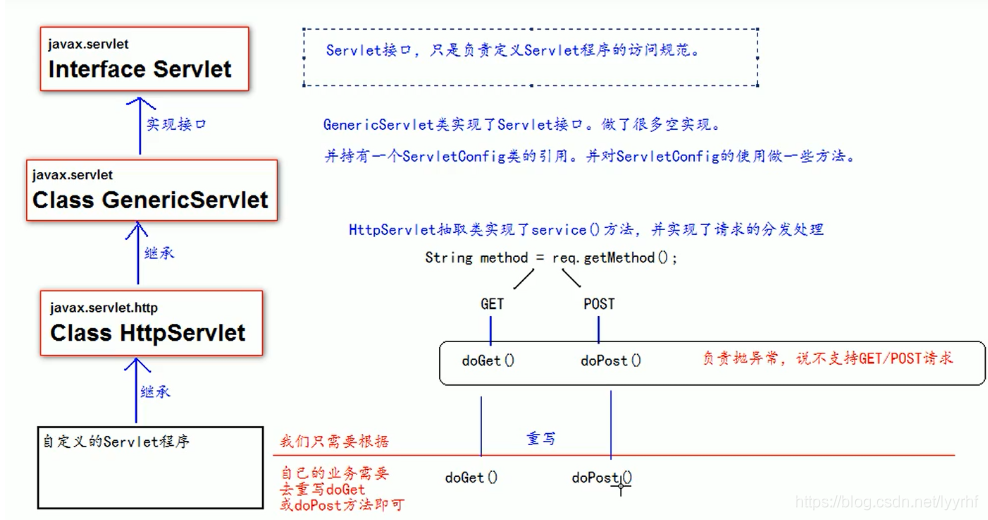 javax.servlet
Interface Servlet
Servlet接口，只是负责定义Servlet程序的访问规范。
实现接口
GenericServlet类实现了Servlet接口。做了很多空实现。
并持有一个ServletConfig类的引用。并对ServletConfig的使用做一些方法。
javax.servlet
Class GenericServlet
HttpServlet抽取类实现了service()方法，并实现了请求的分发处理
继承
String method = req.getMethod();
GET
POST
javax.servlet.http
Class HttpServlet
doGet()
doPost()
负责抛异常，说不支持GET/POST请求
继承
自定义的Servlet程序
我们只需要根据
重写
自己的业务需要
去重写doGet
或doPost方法即可
doGet()
doPost()
https://blog.csdn.net/lyyrhf